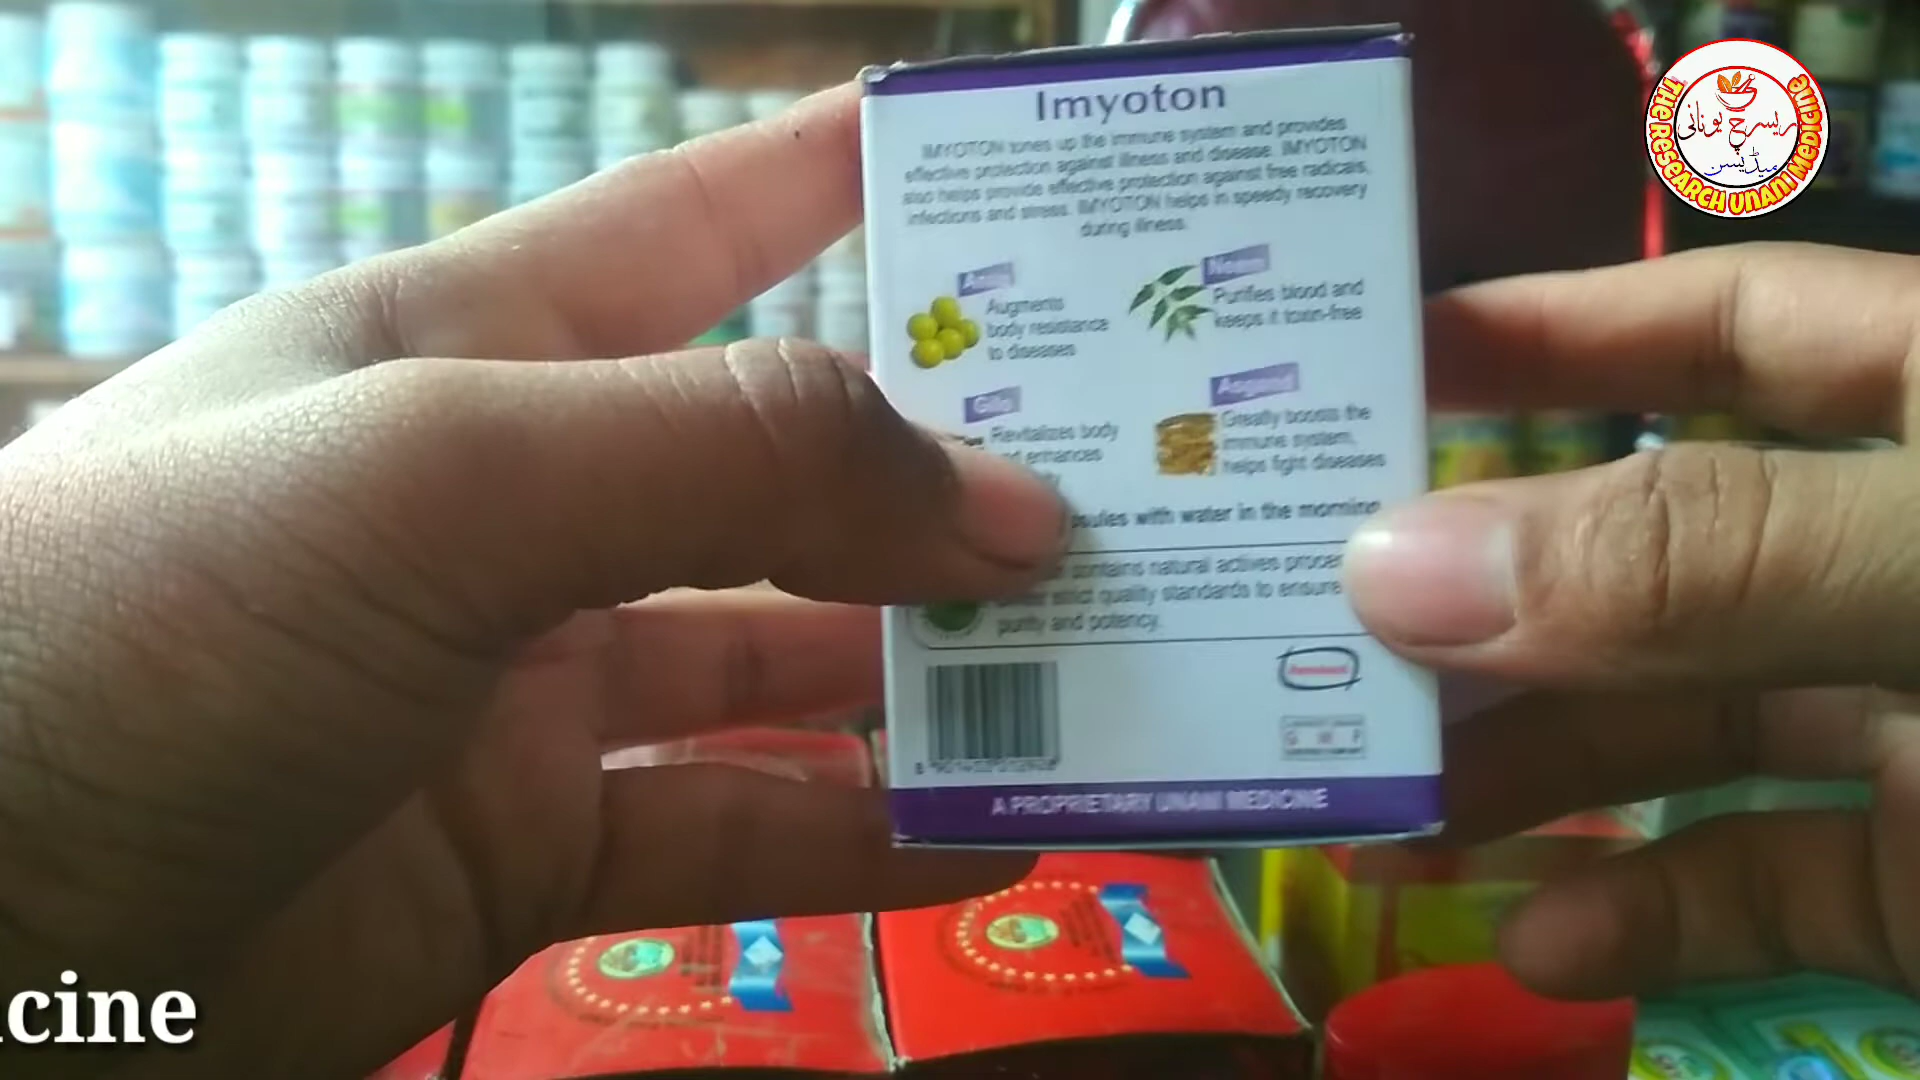 Imyoton
IMYOTON tones up the immune system and provides
effective protection against illness and disease. IMYOTON
also helps provide effective protection against free radicals,
infections and stress. IMYOTON helps in speedy recovery
during illness.
Augments
body resistance
to diseases
Neem
Purifies blood and
keeps it toxin-free
Revitalizes body
enhances
Asgand
Greatly boosts the
immune system,
helps fight diseases
with water in the morning
contains natural actives
strict quality standards to ensure
purity and potency.
GMP
A PROPRIETARY UNANI MEDICINE
THE RESEARCH UNANI MEDICINE
ریسرچ یونانی
میڈیسن
icine